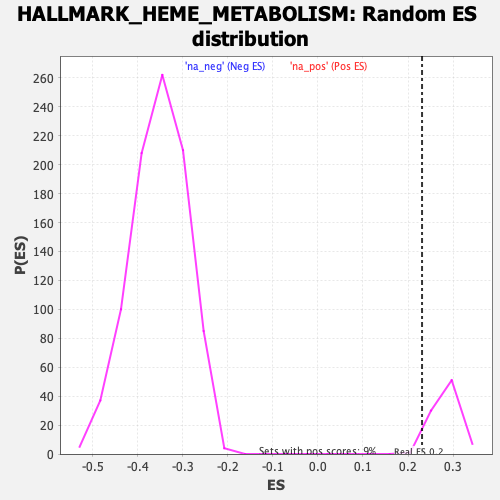 HALLMARK_HEME_METABOLISM: Random ES
distribution
'na_neg' (Neg ES) 'na_pos' (Pos ES)
260
240
220
200
180
160
140
120
100
80
60
40
20
0
P(ES)
Sets with pos scores: 9%
Real ES 0.2
-0.5 -0.4 -0.3 -0.2 -0.1 0.0 0.1 0.2 0.3
ES